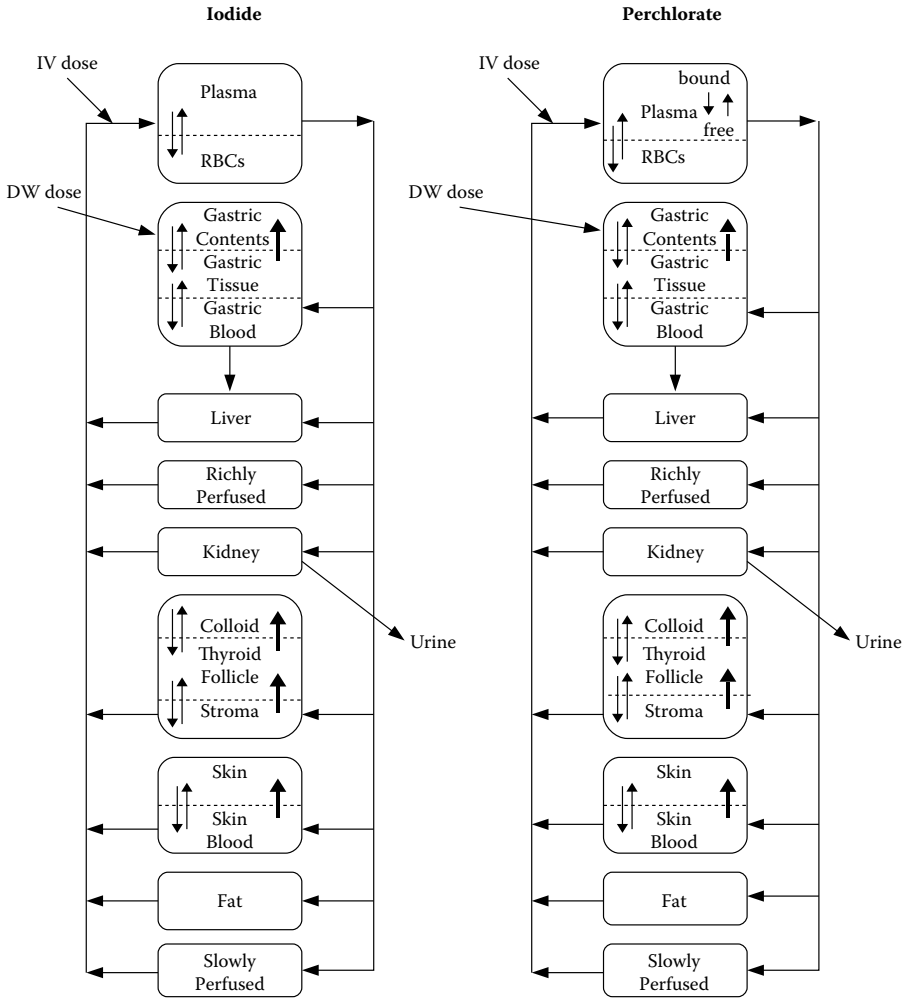 Iodide
IV dose
Plasma
RBCs
DW dose
Gastric
Contents
Gastric
Tissue
Gastric
Blood
Liver
Richly
Perfused
Kidney
Urine
Colloid
Thyroid
Follicle
Stroma
Skin
Skin
Blood
Fat
Slowly
Perfused
Perchlorate
IV dose
bound
Plasma
free
RBCs
DW dose
Gastric
Contents
Gastric
Tissue
Gastric
Blood
Liver
Richly
Perfused
Kidney
Urine
Colloid
Thyroid
Follicle
Stroma
Skin
Skin
Blood
Fat
Slowly
Perfused